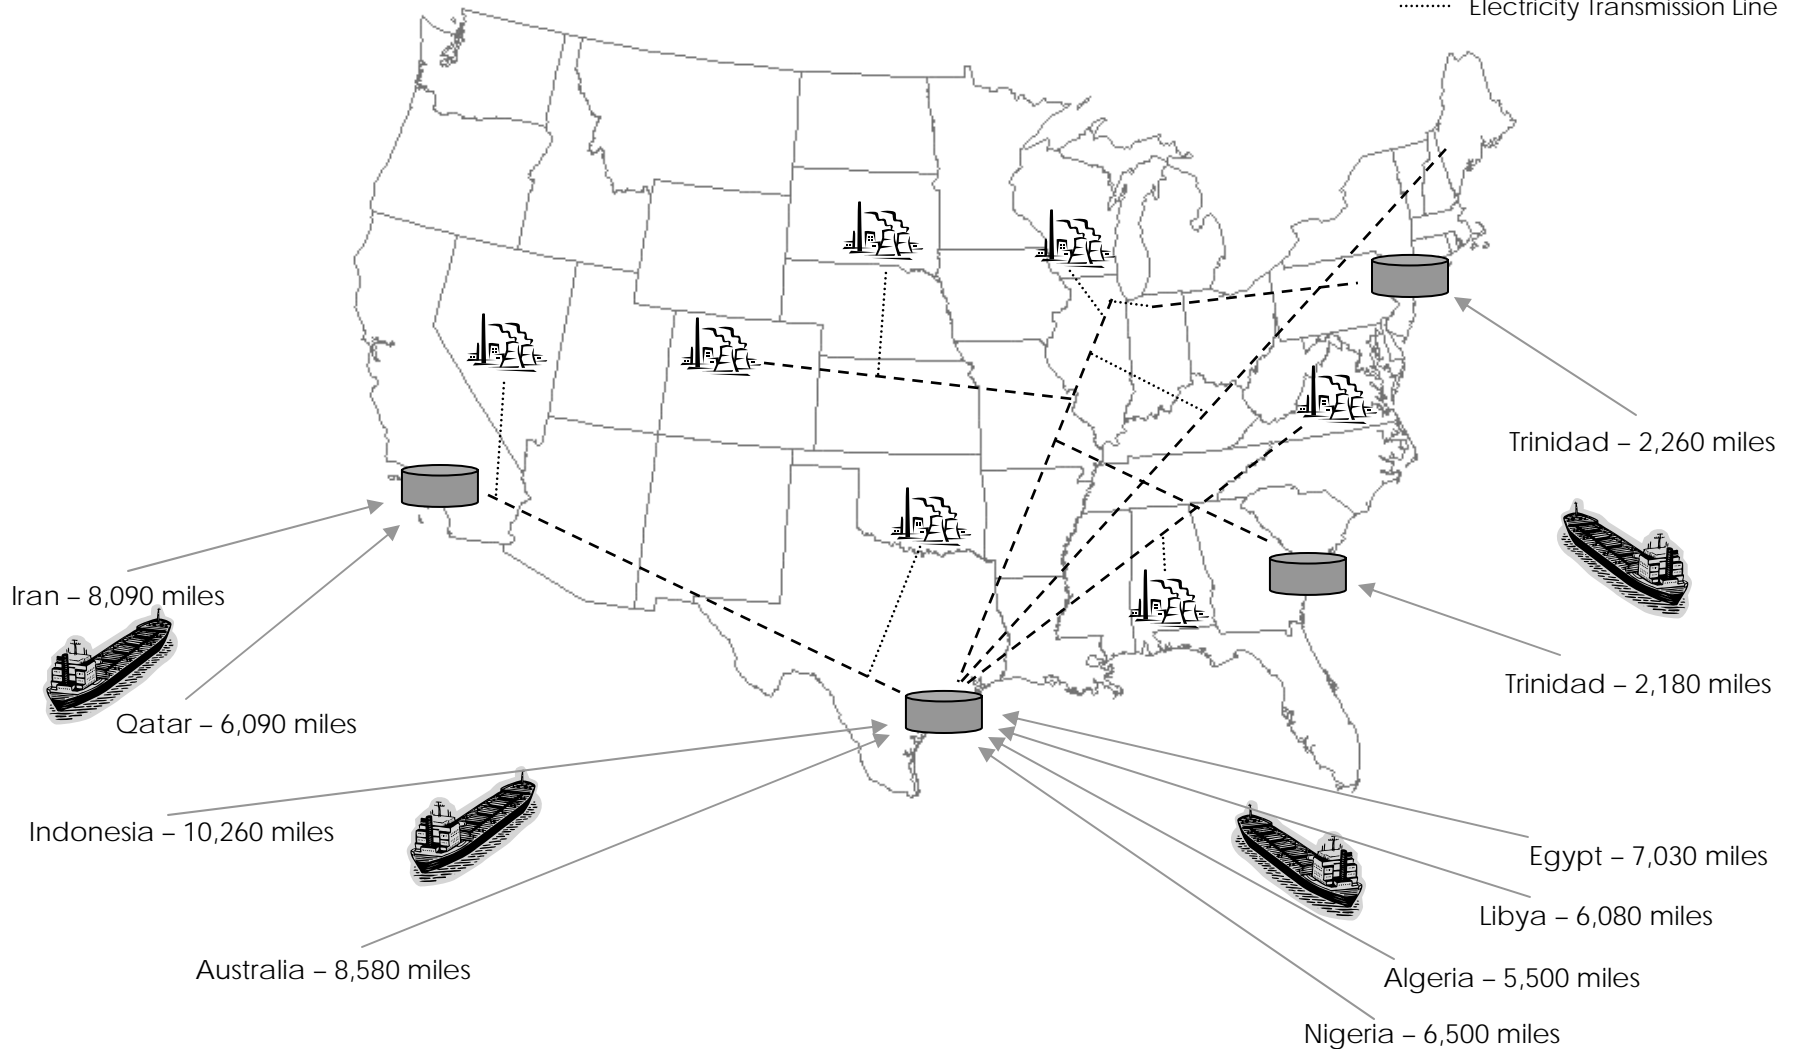 Electricity Transmission Line
Trinidad – 2,260 miles
Iran – 8,090 miles
Trinidad – 2,180 miles
Qatar – 6,090 miles
Indonesia – 10,260 miles
Egypt – 7,030 miles
Libya – 6,080 miles
Australia – 8,580 miles
Algeria – 5,500 miles
Nigeria – 6,500 miles